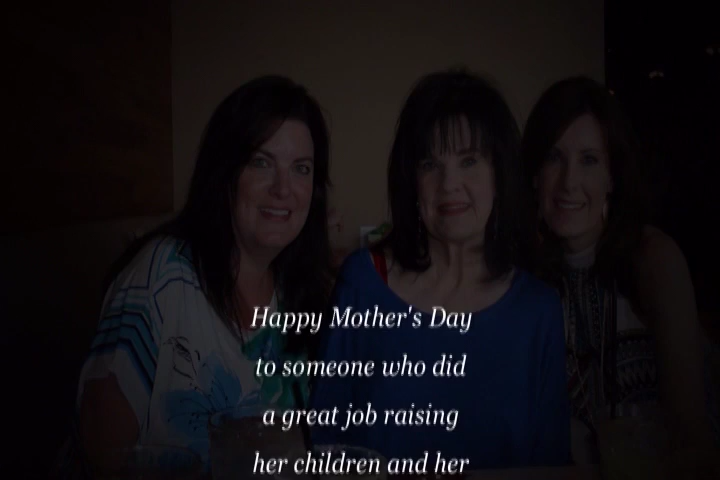 Happy Mother's Day
to someone who did
a great job raising
her children and her